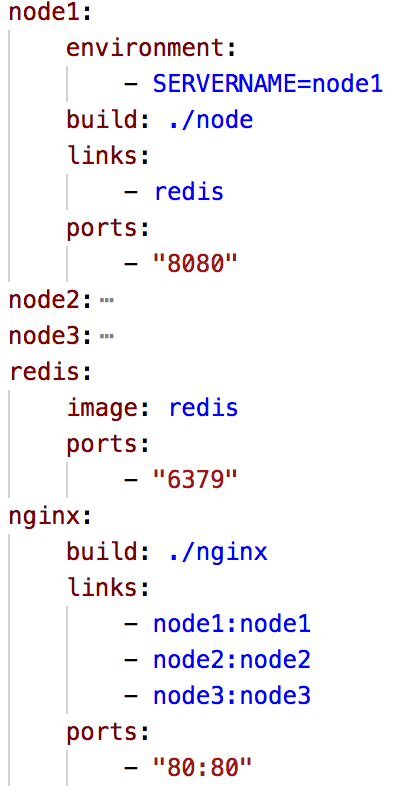 node1:
    environment:
        - SERVERNAME=node1
    build: ./node
    links:
        - redis
    ports:
        - "8080"
node2:⋯
node3:⋯
redis:
    image: redis
    ports:
        - "6379"
nginx:
    build: ./nginx
    links:
        - node1:node1
        - node2:node2
        - node3:node3
    ports:
        - "80:80"